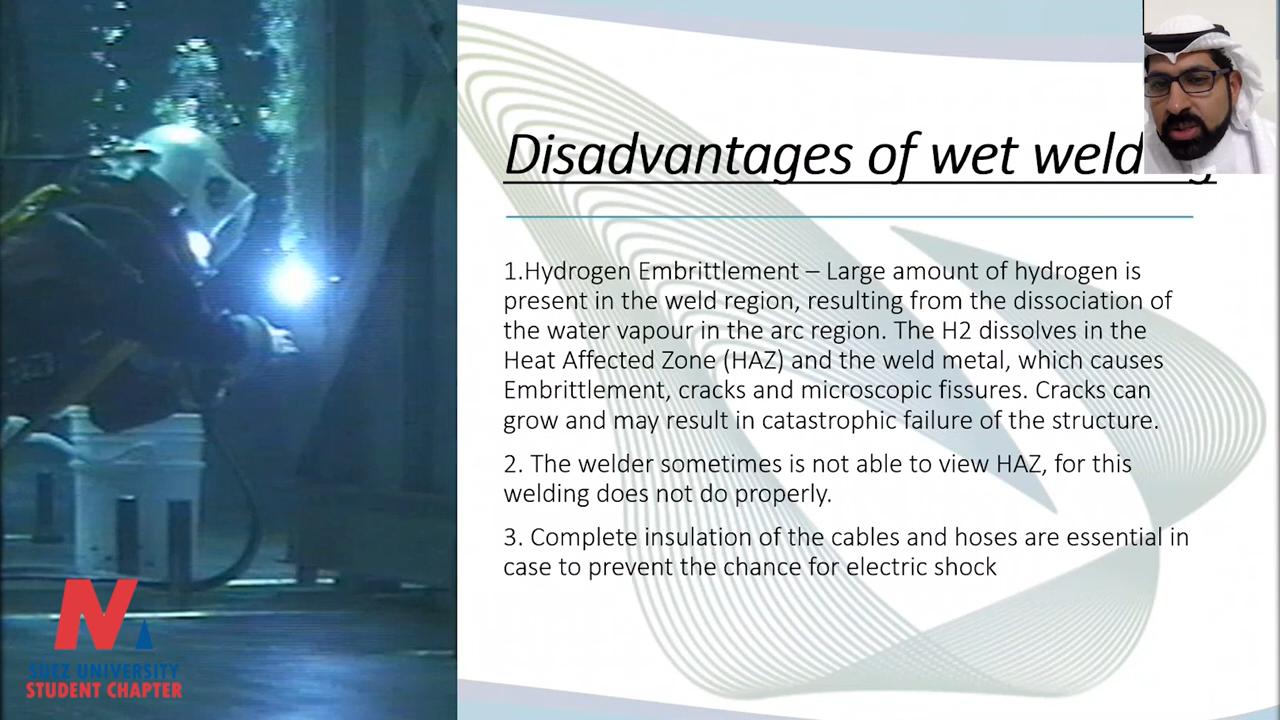 Disadvantages of wet weld
1.Hydrogen Embrittlement – Large amount of hydrogen is
present in the weld region, resulting from the dissociation of
the water vapour in the arc region. The H2 dissolves in the
Heat Affected Zone (HAZ) and the weld metal, which causes
Embrittlement, cracks and microscopic fissures. Cracks can
grow and may result in catastrophic failure of the structure.
2. The welder sometimes is not able to view HAZ, for this
welding does not do properly.
3. Complete insulation of the cables and hoses are essential in
case to prevent the chance for electric shock
SUEZ UNIVERSITY
STUDENT CHAPTER